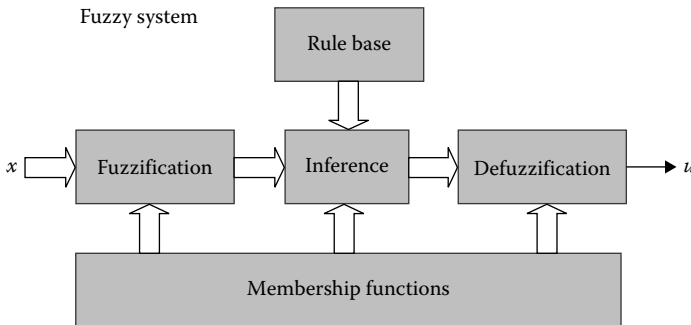 Fuzzy system
Rule base
x
Fuzzification
Inference
Defuzzification
Membership functions